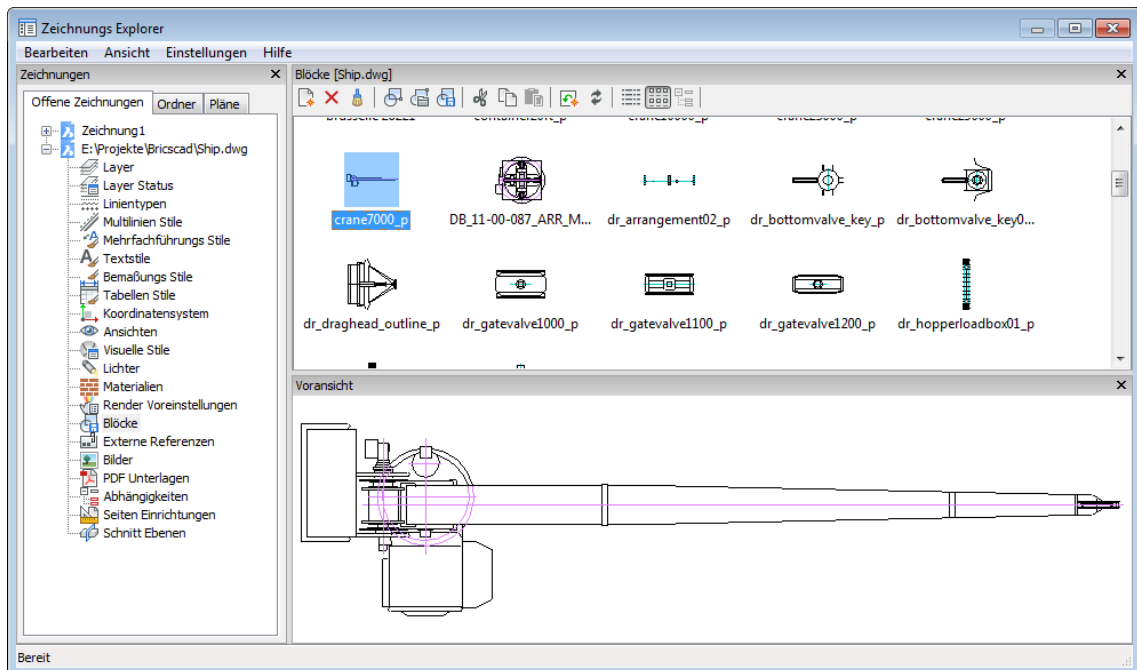 Zeichnungs Explorer
Bearbeiten Ansicht Einstellungen Hilfe
Zeichnungen
Offene Zeichnungen Ordner Pläne
Zeichnung1
E:\Projekte\Bricscad\Ship.dwg
Layer
Layer Status
Linientypen
Multilinien Stile
Mehrfachführungs Stile
Textstile
Bemaßungs Stile
Tabellen Stile
Koordinatensystem
Ansichten
Visuelle Stile
Lichter
Materialien
Render Voreinstellungen
Blöcke
Externe Referenzen
Bilder
PDF Unterlagen
Abhängigkeiten
Seiten Einrichtungen
Schnitt Ebenen
Blöcke [Ship.dwg]
crane7000_p DB_11-00-087_ARR_M... dr_arrangement02_p dr_bottomvalve_key_p dr_bottomvalve_key0...
dr_draghead_outline_p dr_gatevalve1000_p dr_gatevalve1100_p dr_gatevalve1200_p dr_hopperloadbox01_p
Voransicht
Bereit